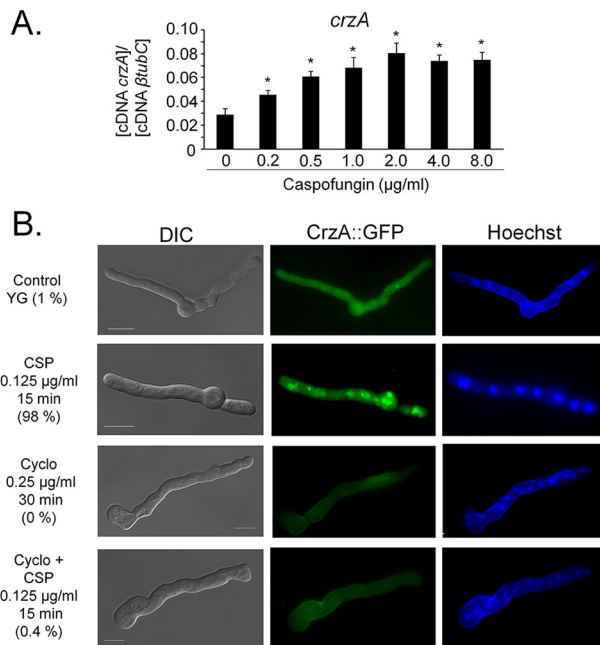 A.
crzA
[cDNA crzA]/
[cDNA βtubC]
0.10
0.08
0.06
0.04
0.02
0
* * * * * *
0 0.2 0.5 1.0 2.0 4.0 8.0
Caspofungin (µg/ml)
B.
DIC CrzA::GFP Hoechst
Control
YG (1 %)
CSP
0.125 µg/ml
15 min
(98 %)
Cyclo
0.25 µg/ml
30 min
(0 %)
Cyclo +
CSP
0.125 µg/ml
15 min
(0.4 %)